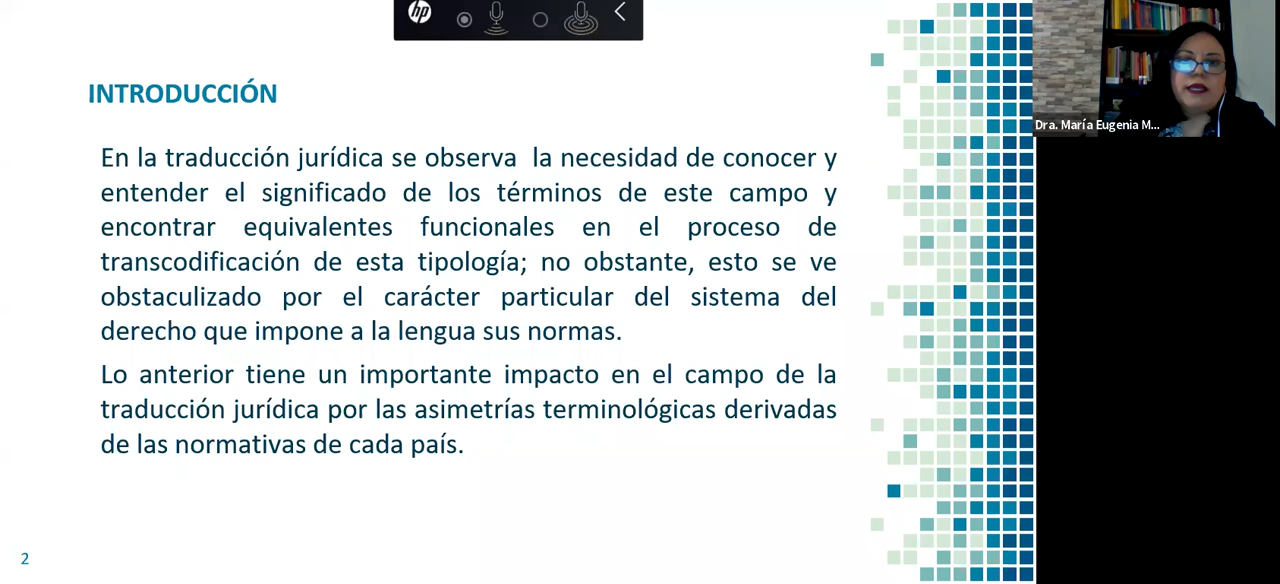 hp
INTRODUCCIÓN
Dra. María Eugenia M...
En la traducción jurídica se observa la necesidad de conocer y
entender el significado de los términos de este campo y
encontrar equivalentes funcionales en el proceso de
transcodificación de esta tipología; no obstante, esto se ve
obstaculizado por el carácter particular del sistema del
derecho que impone a la lengua sus normas.
Lo anterior tiene un importante impacto en el campo de la
traducción jurídica por las asimetrías terminológicas derivadas
de las normativas de cada país.
2